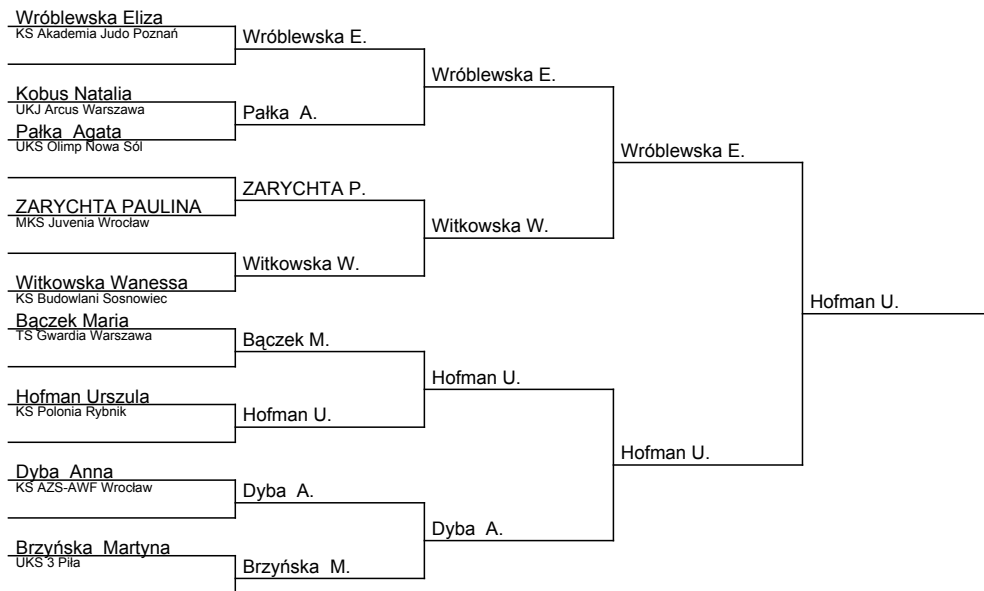 Wróblewska Eliza
KS Akademia Judo Poznań
Kobus Natalia
UKJ Arcus Warszawa
Pałka Agata
UKS Olimp Nowa Sól
ZARYCHTA PAULINA
MKS Juvenia Wrocław
Witkowska Wanessa
KS Budowlani Sosnowiec
Bączek Maria
TS Gwardia Warszawa
Hofman Urszula
KS Polonia Rybnik
Dyba Anna
KS AZS-AWF Wrocław
Brzyńska Martyna
UKS 3 Piła
Wróblewska E.
Pałka A.
ZARYCHTA P.
Witkowska W.
Bączek M.
Hofman U.
Dyba A.
Brzyńska M.
Wróblewska E.
Witkowska W.
Hofman U.
Dyba A.
Wróblewska E.
Hofman U.
Hofman U.